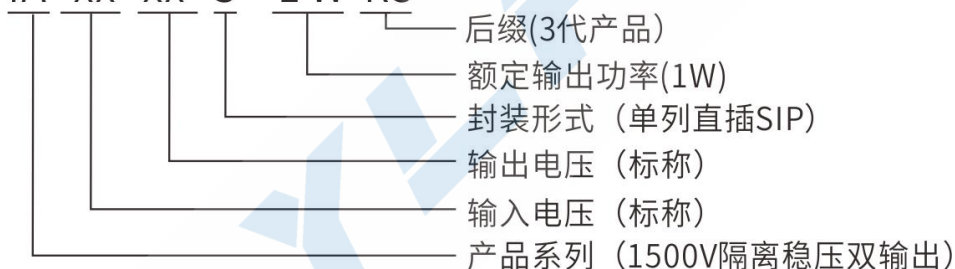 后缀(3代产品）
额定输出功率(1W)
封装形式（单列直插SIP）
输出电压（标称）
输入电压（标称）
产品系列（1500V隔离稳压双输出）